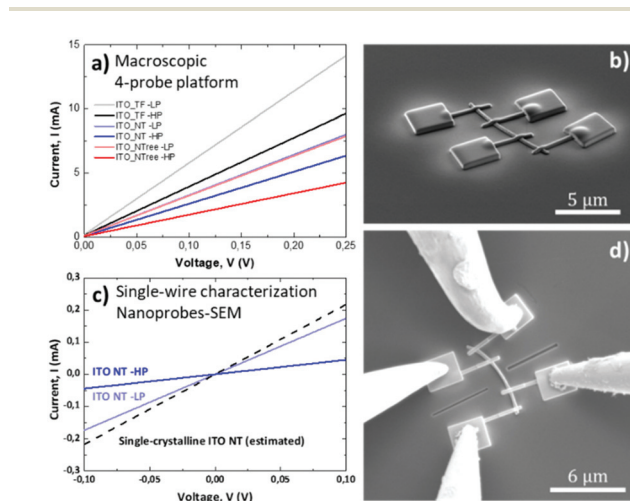 a) Macroscopic
4-probe platform
ITO_TF -LP
ITO_TF -HP
ITO_NT -LP
ITO_NT -HP
ITO_NTree -LP
ITO_NTree -HP
15
10
5
0
0,00 0,05 0,10 0,15 0,20 0,25
Current, I (mA)
Voltage, V (V)
b)
5 μm
c) Single-wire characterization
Nanoprobes-SEM
ITO NT -HP
ITO NT -LP
Single-crystalline ITO NT (estimated)
0,3
0,2
0,1
0,0
-0,1
-0,2
-0,3
-0,10 -0,05 0,00 0,05 0,10
Current, I (mA)
Voltage, V (V)
d)
6 μm